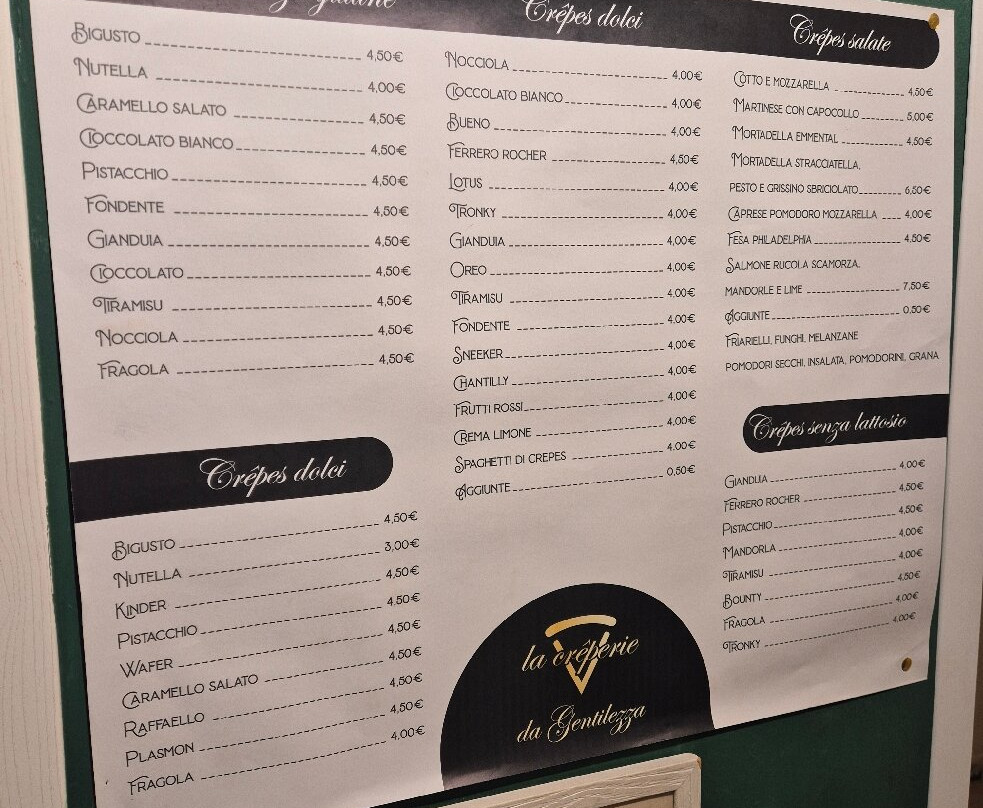 BIGUSTO 4,50€
NUTELLA 4,00€
CARAMELLO SALATO 4,50€
CIOCCOLATO BIANCO 4,50€
PISTACCHIO 4,50€
FONDENTE 4,50€
GIANDUIA 4,50€
CIOCCOLATO 4,50€
TIRAMISU 4,50€
NOCCIOLA 4,50€
FRAGOLA 4,50€
Crêpes dolci
BIGUSTO 4,50€
NUTELLA 3,00€
KINDER 4,50€
PISTACCHIO 4,50€
WAFER 4,50€
CARAMELLO SALATO 4,50€
RAFFAELLO 4,50€
PLASMON 4,50€
FRAGOLA 4,00€
Crêpes dolci
NOCCIOLA 4,00€
CIOCCOLATO BIANCO 4,00€
BUENO 4,00€
FERRERO ROCHER 4,50€
LOTUS 4,00€
TRONKY 4,00€
GIANDUIA 4,00€
OREO 4,00€
TIRAMISU 4,00€
FONDENTE 4,00€
SNEEKER 4,00€
CHANTILLY 4,00€
FRUTTI ROSSI 4,00€
CREMA LIMONE 4,00€
SPAGHETTI DI CREPES 4,00€
AGGIUNTE 0,50€
la crêperie
da Gentilezza
Crêpes salate
COTTO E MOZZARELLA 4,50€
MARTINESE CON CAPOCOLLO 5,00€
MORTADELLA EMMENTAL 4,50€
MORTADELLA STRACCIATELLA,
PESTO E GRISSINO SBRICIOLATO 6,50€
CAPRESE POMODORO MOZZARELLA 4,00€
FESA PHILADELPHIA 4,50€
SALMONE RUCOLA SCAMORZA,
MANDORLE E LIME 7,50€
AGGIUNTE 0,50€
FRIARIELLI, FUNGHI, MELANZANE
POMODORI SECCHI, INSALATA, POMODORINI, GRANA
Crêpes senza lattosio
GIANDUIA 4,00€
FERRERO ROCHER 4,50€
PISTACCHIO 4,50€
MANDORLA 4,00€
TIRAMISU 4,00€
BOUNTY 4,50€
FRAGOLA 4,00€
TRONKY 4,00€